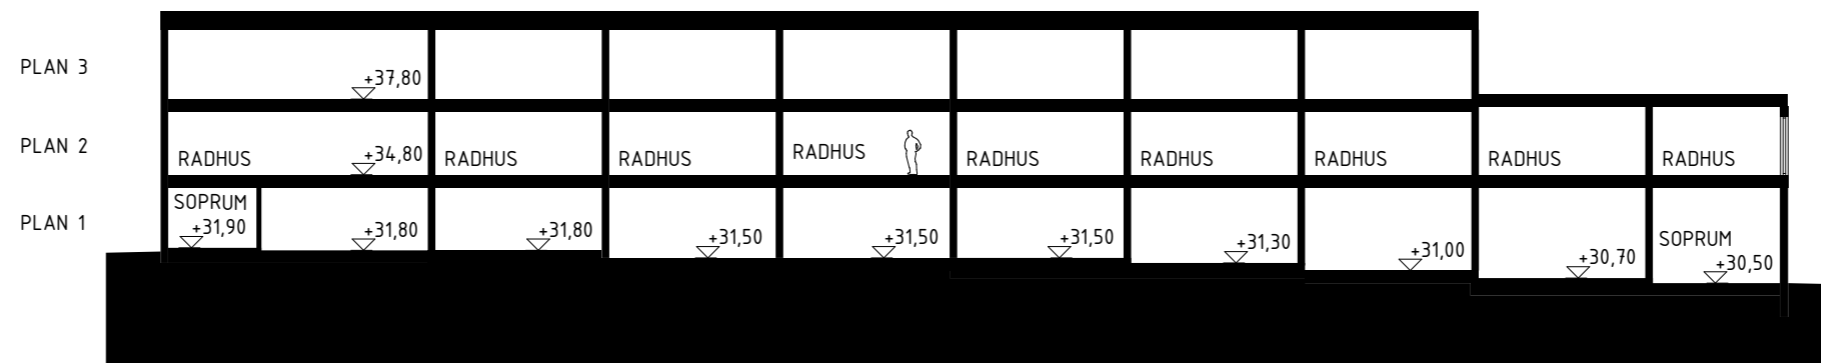 PLAN 3
+37,80
PLAN 2
RADHUS
+34,80
RADHUS
RADHUS
RADHUS
RADHUS
RADHUS
RADHUS
RADHUS
RADHUS
PLAN 1
SOPRUM
+31,90
+31,80
+31,80
+31,50
+31,50
+31,50
+31,30
+31,00
+30,70
SOPRUM
+30,50